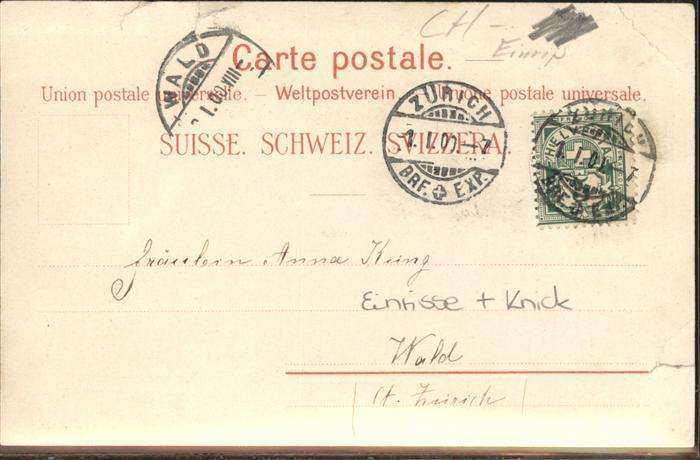 CH-
Einriss
Carte postale.
Union postale universelle. – Weltpostverein. – Unione postale universale.
SUISSE. SCHWEIZ. SVIZZERA.
WALD
ZÜRICH
BRF. EXP.
Fräulein Anna Küng
Einrisse + Knick
Wald
Ct. Zürich